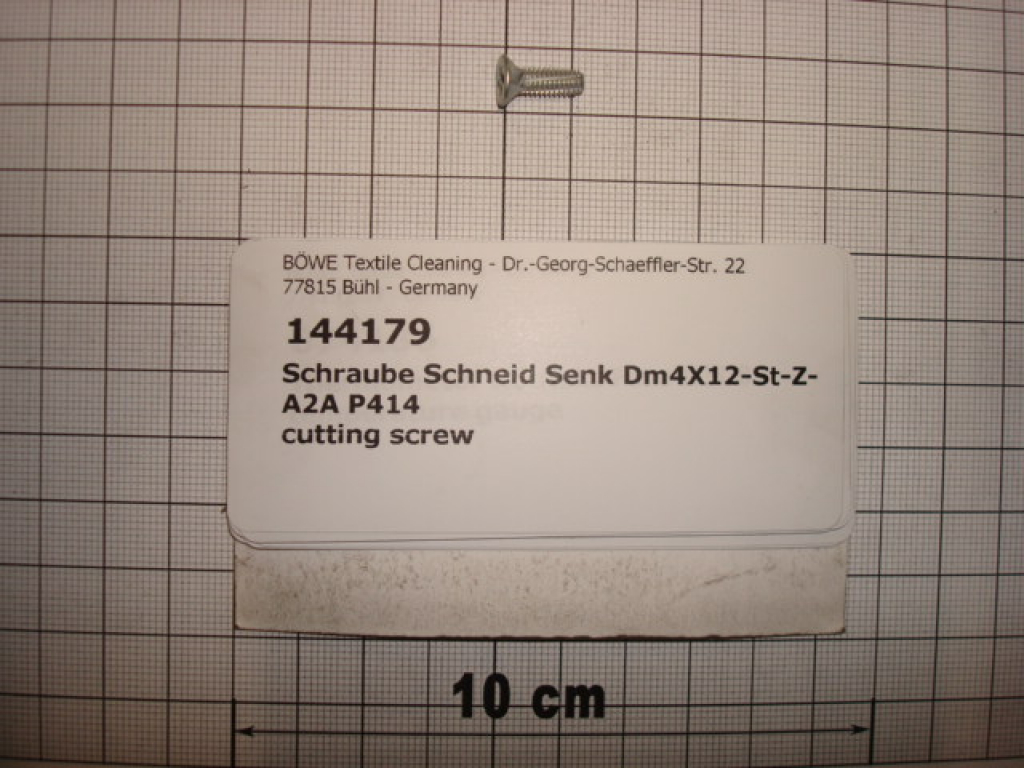 BÖWE Textile Cleaning - Dr.-Georg-Schaeffler-Str. 22
77815 Bühl - Germany
144179
Schraube Schneid Senk Dm4X12-St-Z-
A2A P414
cutting screw
10 cm